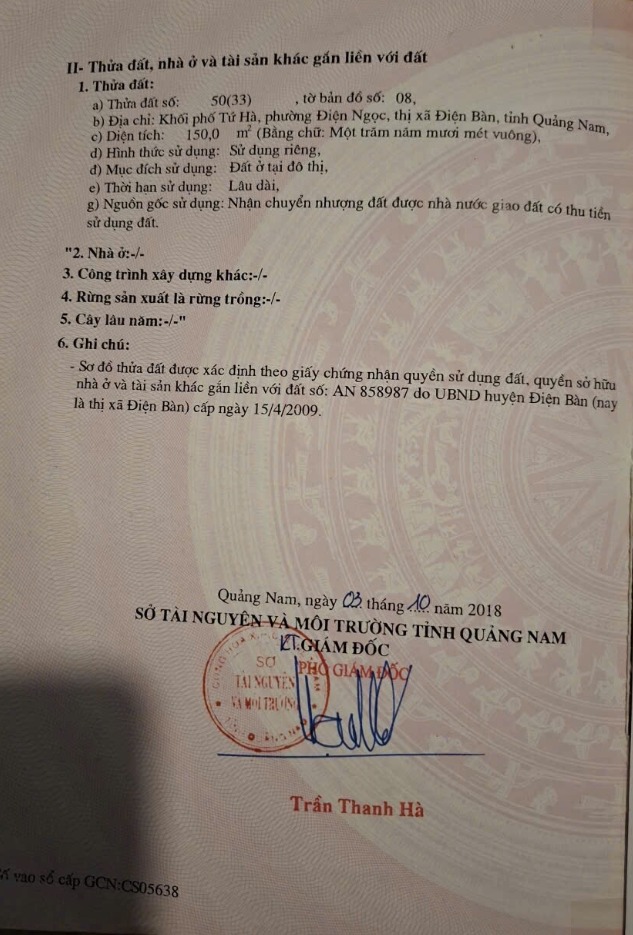 II- Thửa đất, nhà ở và tài sản khác gắn liền với đất
1. Thửa đất:
a) Thửa đất số: 50(33) , tờ bản đồ số: 08,
b) Địa chỉ: Khối phố Tứ Hà, phường Điện Ngọc, thị xã Điện Bàn, tỉnh Quảng Nam,
c) Diện tích: 150,0 m² (Bằng chữ: Một trăm năm mươi mét vuông),
d) Hình thức sử dụng: Sử dụng riêng,
đ) Mục đích sử dụng: Đất ở tại đô thị,
e) Thời hạn sử dụng: Lâu dài,
g) Nguồn gốc sử dụng: Nhận chuyển nhượng đất được nhà nước giao đất có thu tiền
sử dụng đất.
"2. Nhà ở:-/-
3. Công trình xây dựng khác:-/-
4. Rừng sản xuất là rừng trồng:-/-
5. Cây lâu năm:-/-"
6. Ghi chú:
- Sơ đồ thửa đất được xác định theo giấy chứng nhận quyền sử dụng đất, quyền sở hữu
nhà ở và tài sản khác gắn liền với đất số: AN 858987 do UBND huyện Điện Bàn (nay
là thị xã Điện Bàn) cấp ngày 15/4/2009.
Quảng Nam, ngày 03 tháng 10 năm 2018
SỞ TÀI NGUYÊN VÀ MÔI TRƯỜNG TỈNH QUẢNG NAM
KT.GIÁM ĐỐC
PHÓ GIÁM ĐỐC
SỞ
TÀI NGUYÊN
VÀ MÔI TRƯỜNG
Trần Thanh Hà
vào sổ cấp GCN:CS05638